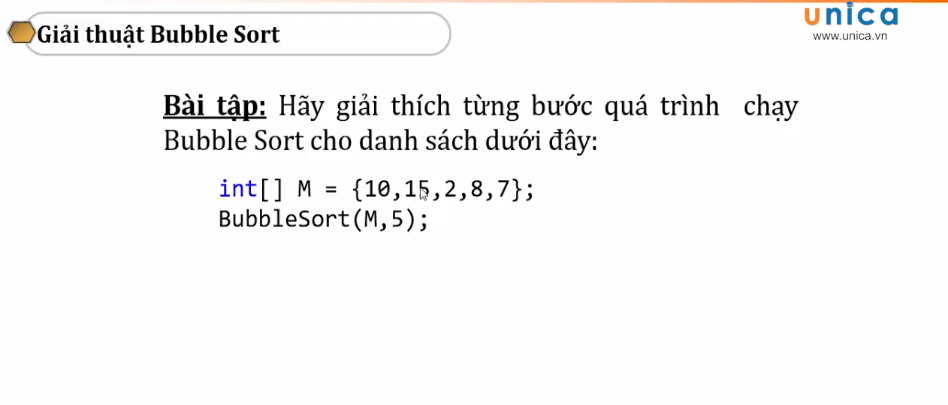 Giải thuật Bubble Sort
unica
www.unica.vn
Bài tập: Hãy giải thích từng bước quá trình chạy
Bubble Sort cho danh sách dưới đây:
int[] M = {10,15,2,8,7};
BubbleSort(M,5);